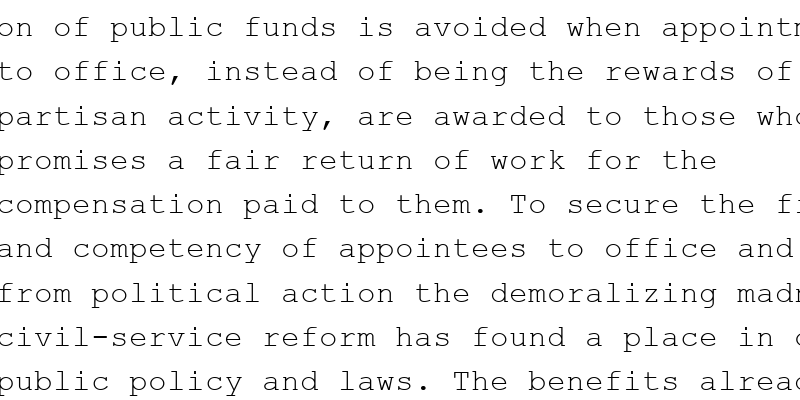 on of public funds is avoided when
to office, instead of being the rewards of
partisan activity, are awarded to those
promises a fair return of work for the
compensation paid to them. To secure the
and competency of appointees to office and
from political action the demoralizing
civil-service reform has found a place in
public policy and laws. The benefits